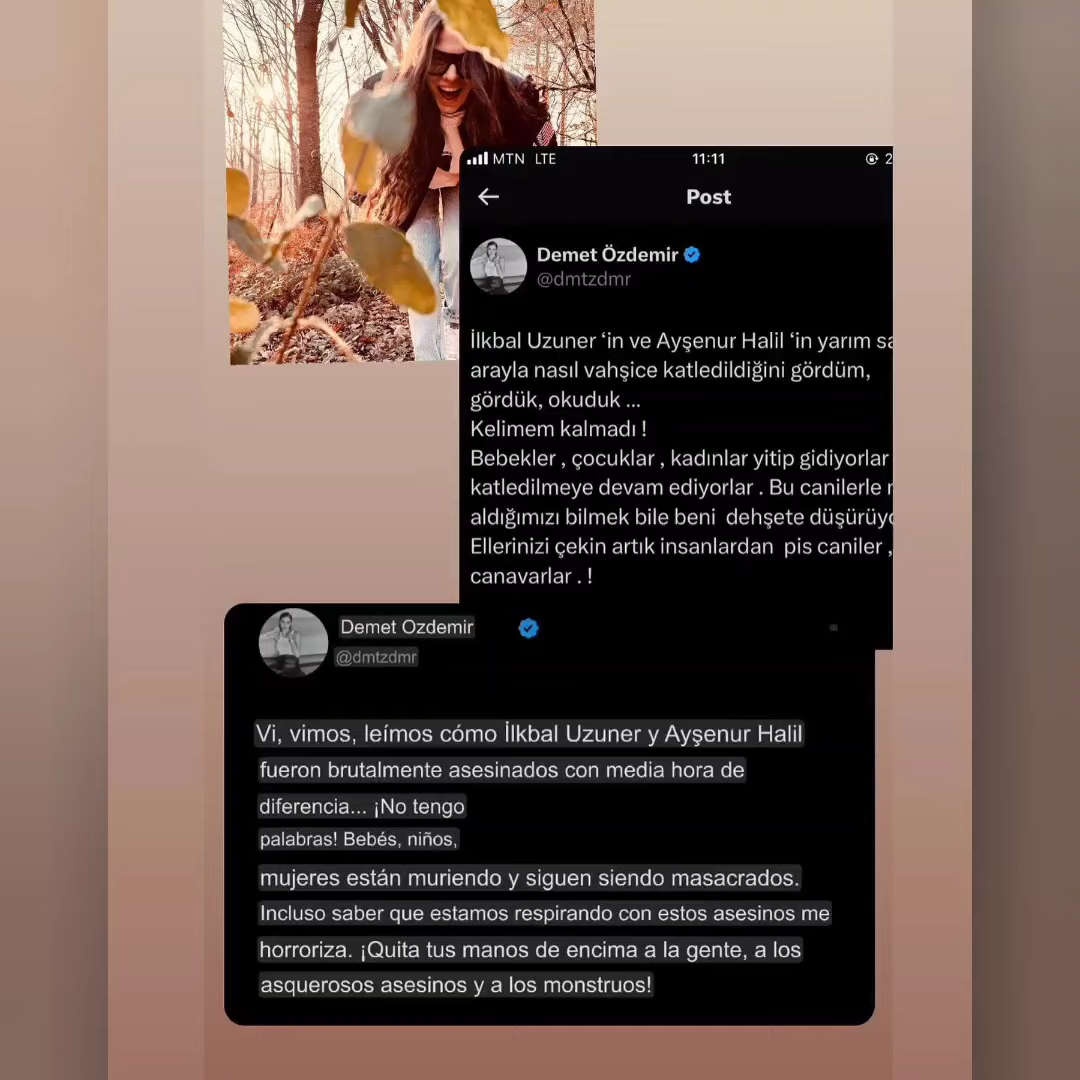 MTN LTE 11:11 2
Post
Demet Özdemir
@dmtzdmr
İlkbal Uzuner ‘in ve Ayşenur Halil ‘in yarım
arayla nasıl vahşice katledildiğini gördüm,
gördük, okuduk ...
Kelimem kalmadı !
Bebekler , çocuklar , kadınlar yitip gidiyorlar
katledilmeye devam ediyorlar . Bu canilerle
aldığımızı bilmek bile beni dehşete
Ellerinizi çekin artık insanlardan pis caniler ,
canavarlar . !
Demet Ozdemir
@dmtzdmr
Vi, vimos, leímos cómo İlkbal Uzuner y Ayşenur Halil
fueron brutalmente asesinados con media hora de
diferencia... ¡No tengo
palabras! Bebés, niños,
mujeres están muriendo y siguen siendo masacrados.
Incluso saber que estamos respirando con estos asesinos me
horroriza. ¡Quita tus manos de encima a la gente, a los
asquerosos asesinos y a los monstruos!